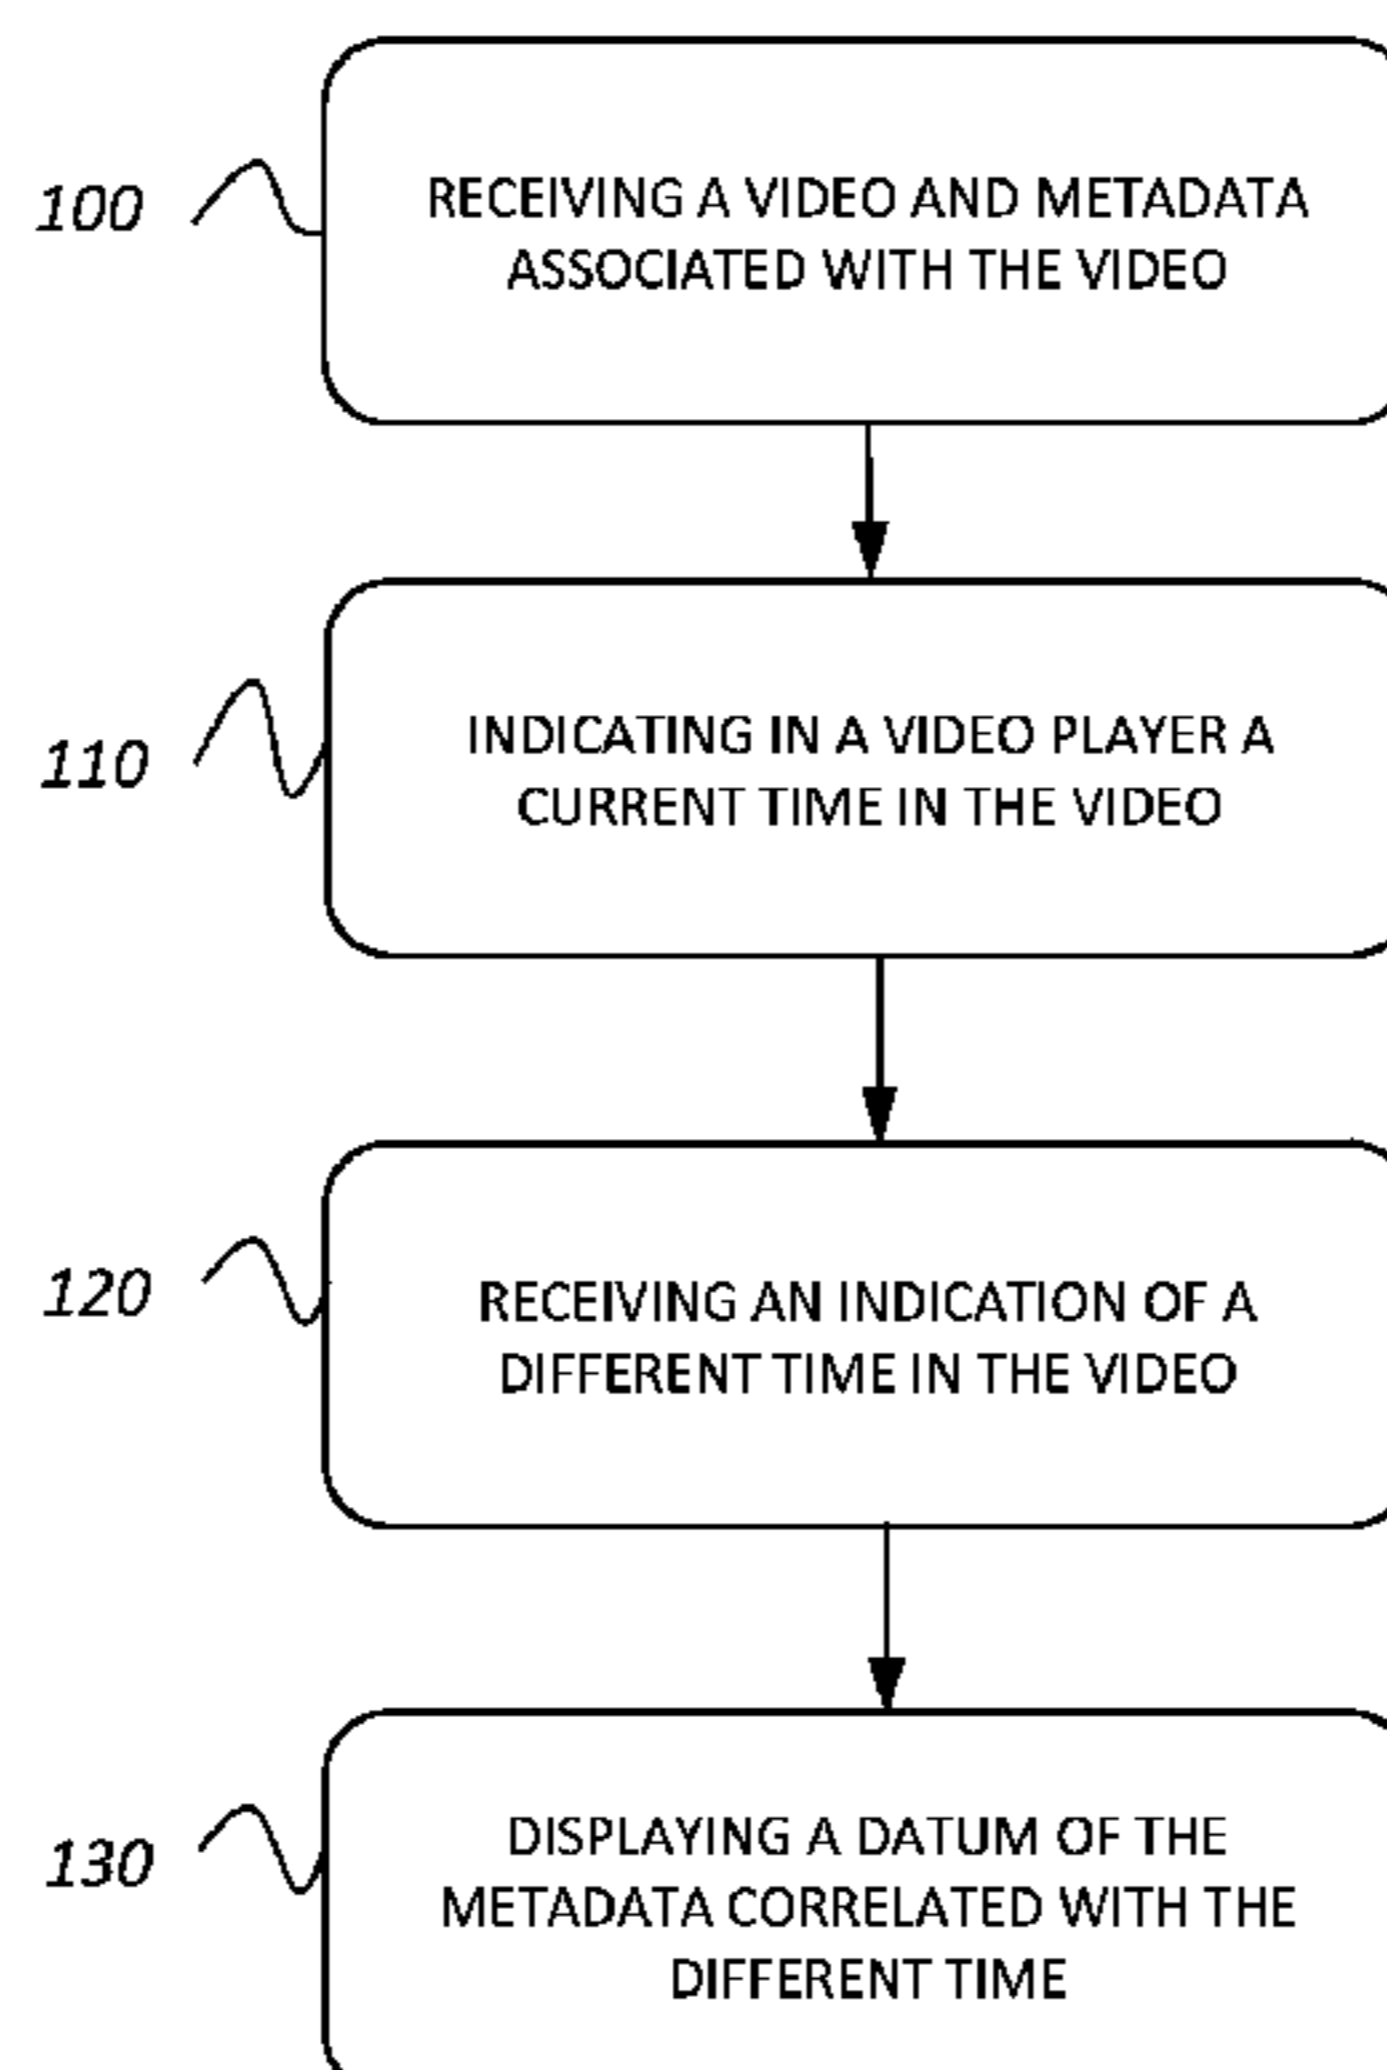 100
RECEIVING A VIDEO AND METADATA
ASSOCIATED WITH THE VIDEO
110
INDICATING IN A VIDEO PLAYER A
CURRENT TIME IN THE VIDEO
120
RECEIVING AN INDICATION OF A
DIFFERENT TIME IN THE VIDEO
130
DISPLAYING A DATUM OF THE
METADATA CORRELATED WITH THE
DIFFERENT TIME